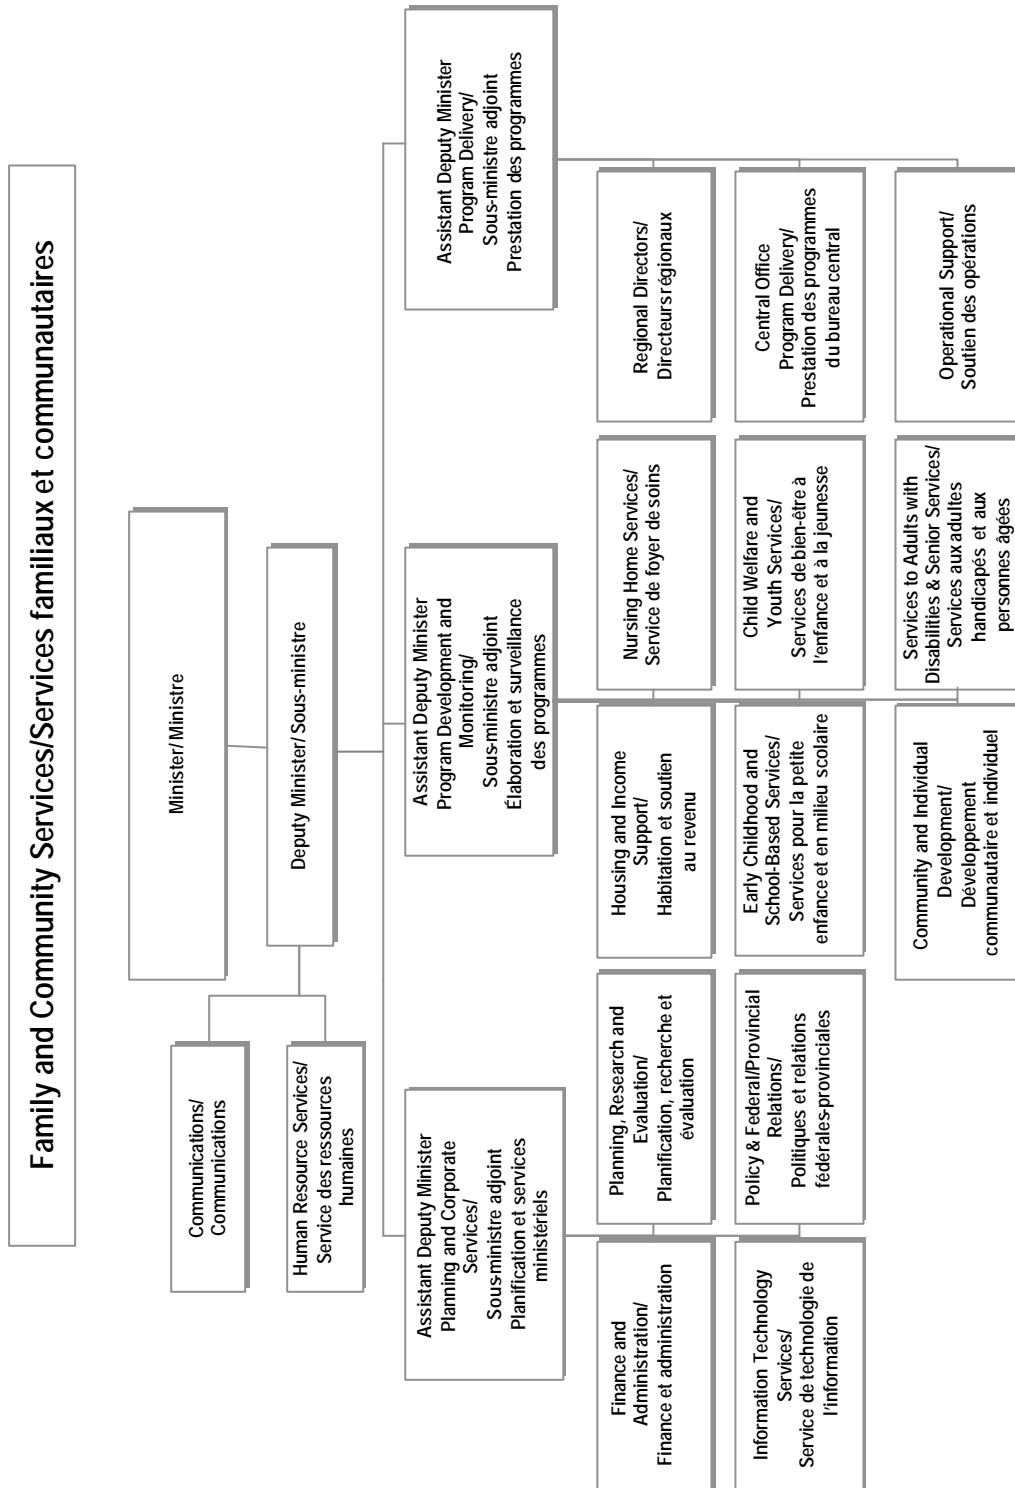 Family and Community Services/Services familiaux et communautaires
Minister/Ministre
Communications/
Communications
Deputy Minister/Sous-ministre
Human Resource Services/
Service des ressources
humaines
Assistant Deputy Minister
Planning and Corporate
Services/
Sous-ministre adjoint
Planification et services
ministériels
Assistant Deputy Minister
Program Development and
Monitoring/
Sous-ministre adjoint
Élaboration et surveillance
des programmes
Assistant Deputy Minister
Program Delivery/
Sous-ministre adjoint
Prestation des programmes
Finance and
Administration/
Finance et administration
Planning, Research and
Evaluation/
Planification, recherche et
évaluation
Housing and Income
Support/
Habitation et soutien
au revenu
Nursing Home Services/
Service de foyer de soins
Regional Directors/
Directeurs régionaux
Information Technology
Services/
Service de technologie de
l'information
Policy & Federal/Provincial
Relations/
Politiques et relations
fédérales-provinciales
Early Childhood and
School-Based Services/
Services pour la petite
enfance et en milieu scolaire
Child Welfare and
Youth Services/
Services de bien-être à
l'enfance et à la jeunesse
Central Office
Program Delivery/
Prestation des programmes
du bureau central
Community and Individual
Development/
Développement
communautaire et individuel
Services to Adults with
Disabilities & Senior Services/
Services aux adultes
handicapés et aux
personnes âgées
Operational Support/
Soutien des opérations